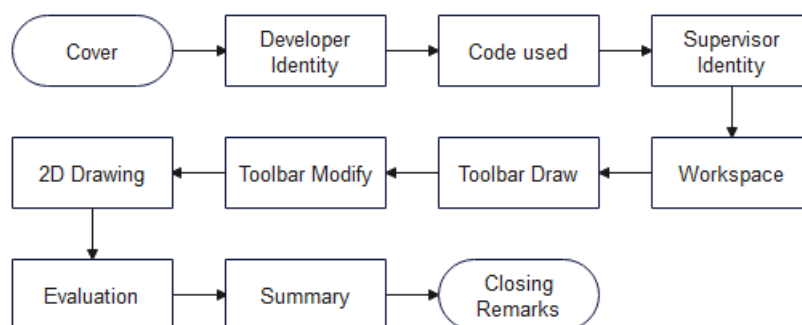 Cover
Developer
Identity
Code used
Supervisor
Identity
2D Drawing
Toolbar Modify
Toolbar Draw
Workspace
Evaluation
Summary
Closing
Remarks